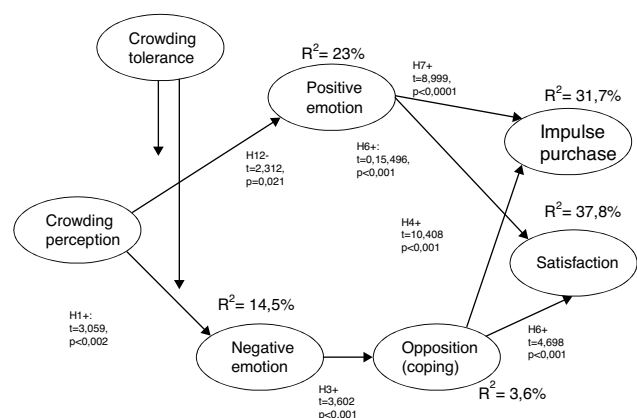 Crowding
tolerance
R²= 23%
Positive
emotion
H7+
t=8,999,
p<0,0001
R²= 31,7%
Impulse
purchase
H12-
t=2,312,
p=0,021
H6+:
t=0,15,496,
p<0,001
Crowding
perception
H4+
t=10,408
p<0,001
R²= 37,8%
Satisfaction
H1+:
t=3,059,
p<0,002
R²= 14,5%
Negative
emotion
H3+
t=3,602
p<0,001
Opposition
(coping)
H6+
t=4,698
p<0,001
R²= 3,6%